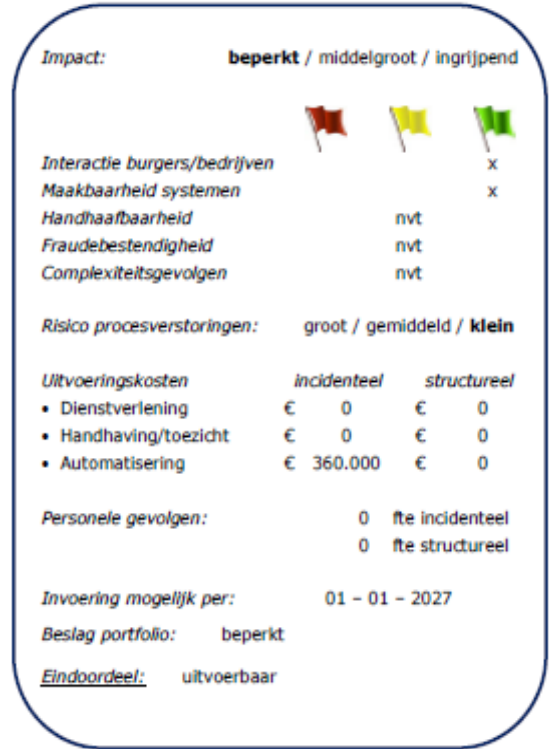 Impact: beperkt / middelgroot / ingrijpend
Interactie burgers/bedrijven x
Maakbaarheid systemen x
Handhaafbaarheid nvt
Fraudebestendigheid nvt
Complexiteitsgevolgen nvt
Risico procesverstoringen: groot / gemiddeld / klein
Uitvoeringskosten incidenteel structureel
• Dienstverlening € 0 € 0
• Handhaving/toezicht € 0 € 0
• Automatisering € 360.000 € 0
Personele gevolgen: 0 fte incidenteel
0 fte structureel
Invoering mogelijk per: 01 – 01 – 2027
Beslag portfolio: beperkt
Eindoordeel: uitvoerbaar